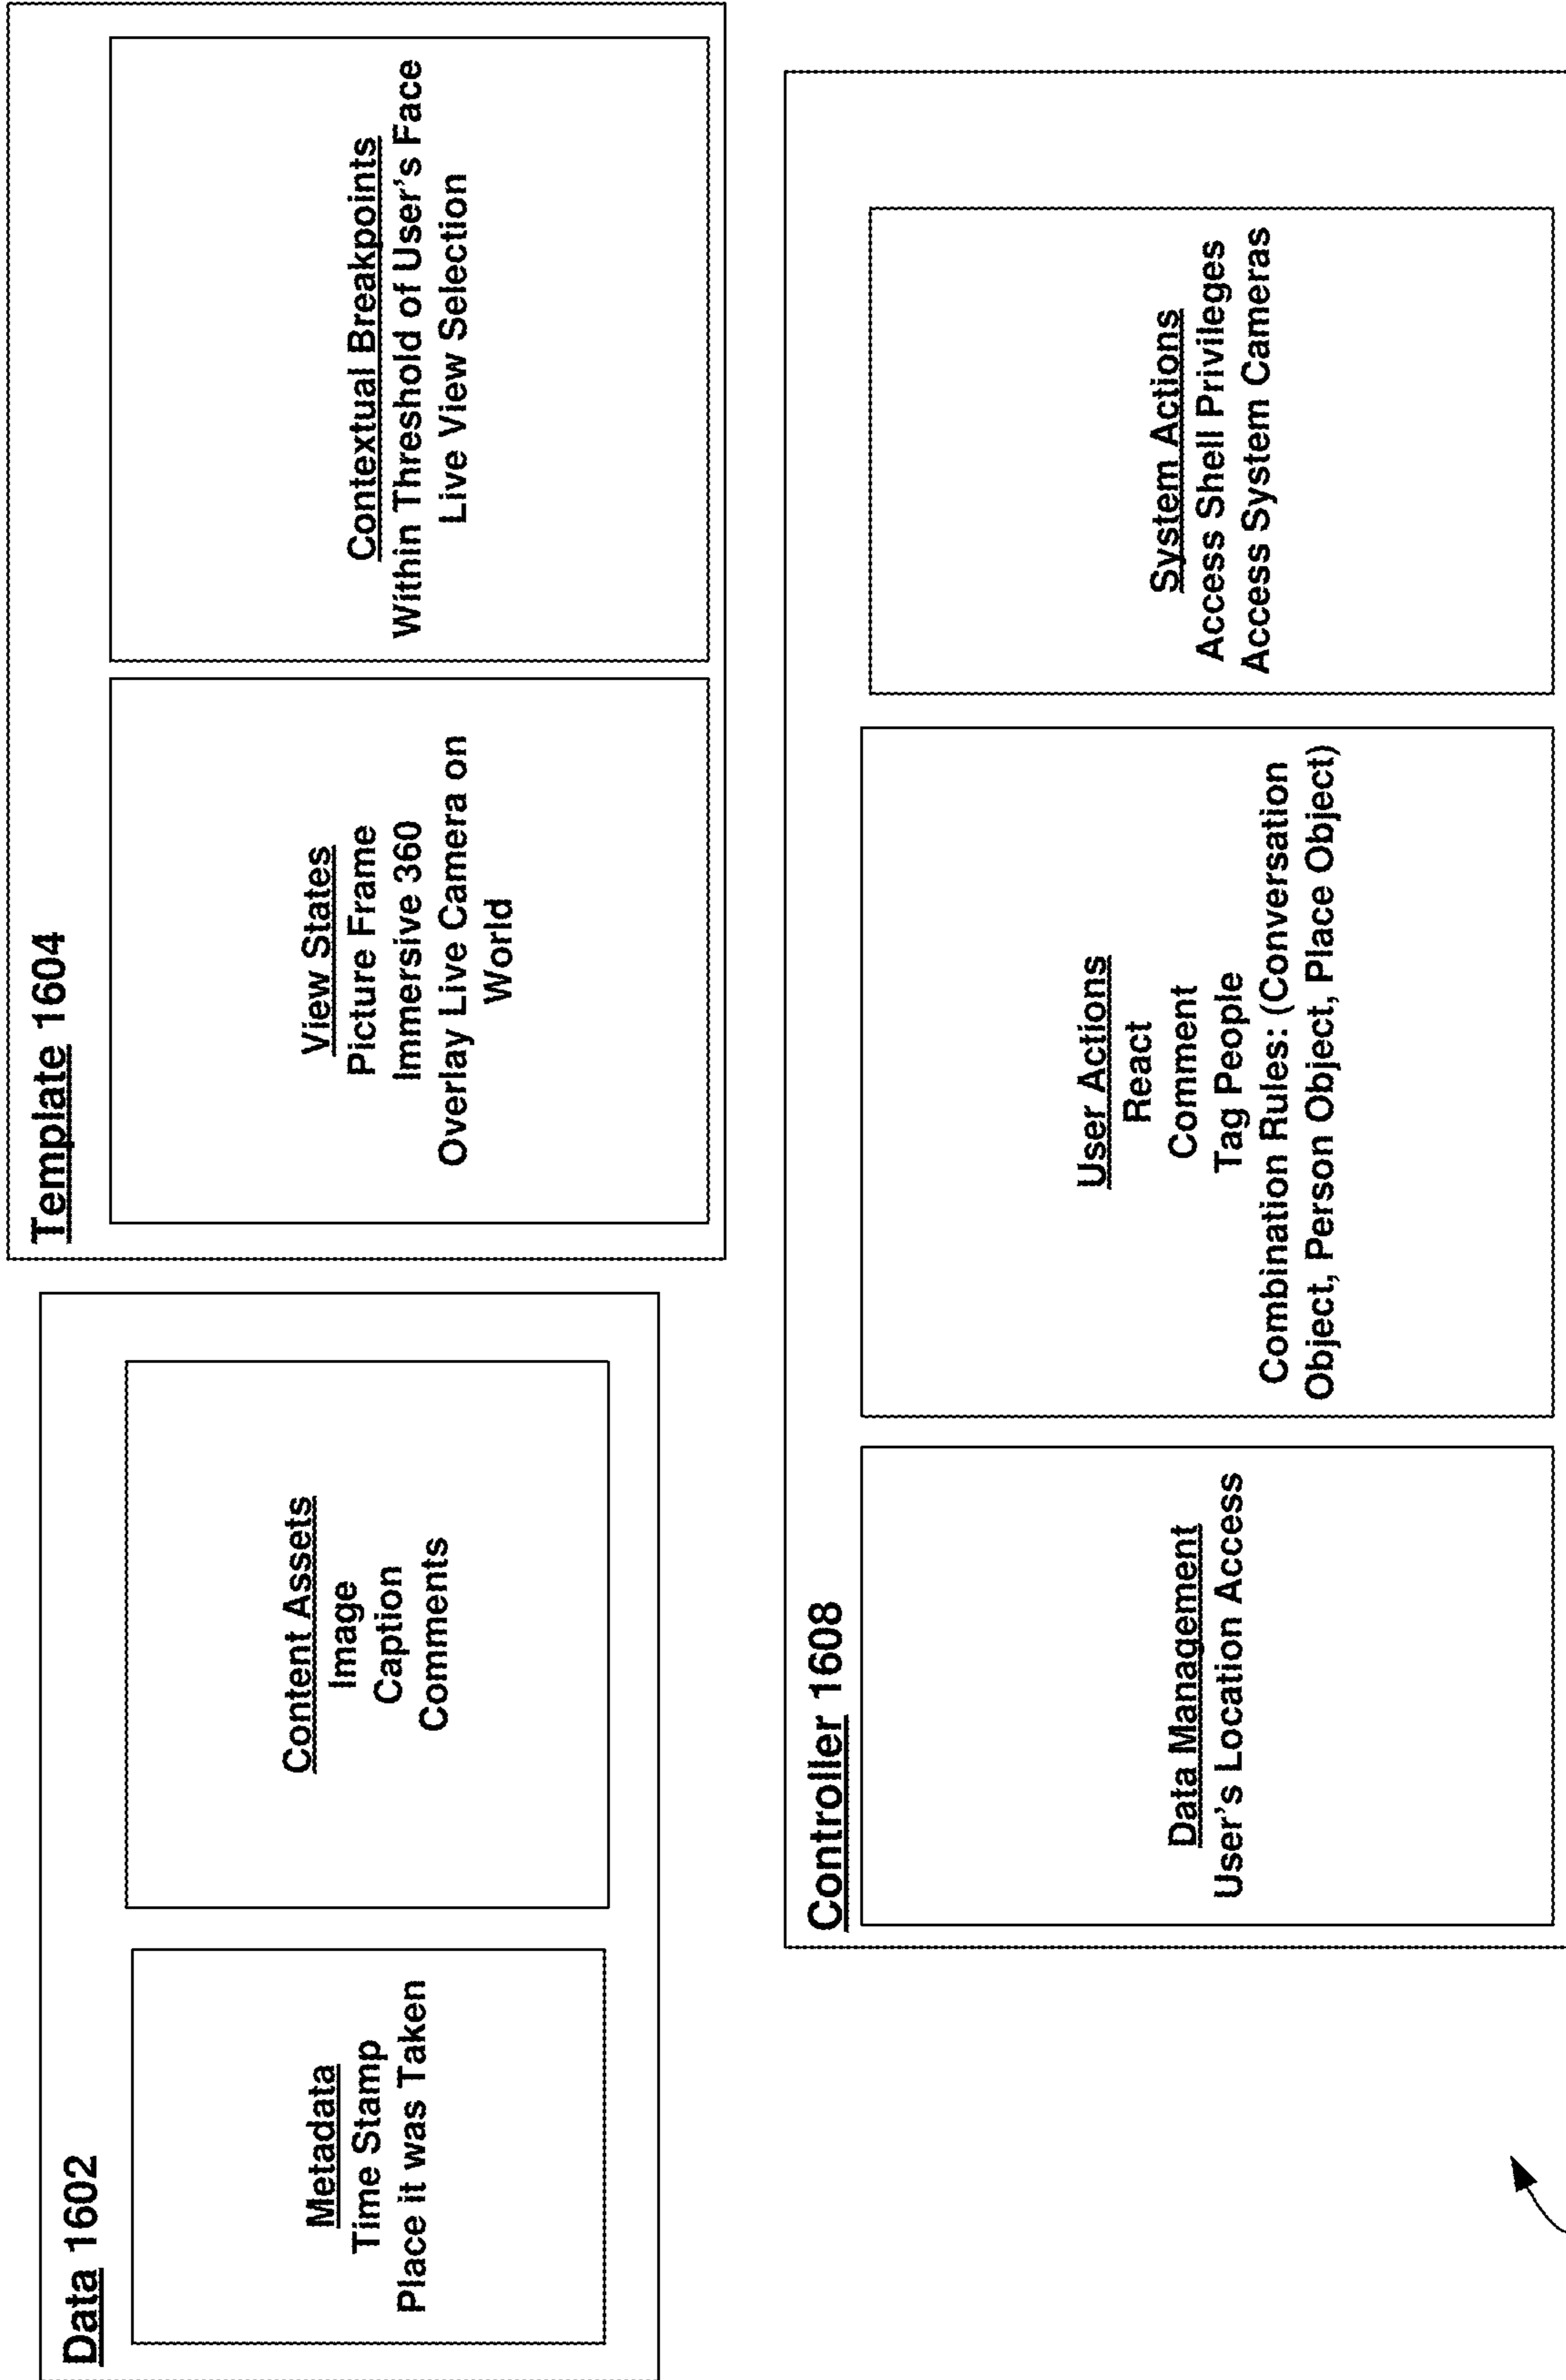 Data 1602
Metadata
Time Stamp
Place it was Taken
Content Assets
Image
Caption
Comments
Template 1604
View States
Picture Frame
Immersive 360
Overlay Live Camera on
World
Contextual Breakpoints
Within Threshold of User's Face
Live View Selection
Controller 1608
Data Management
User's Location Access
User Actions
React
Comment
Tag People
Combination Rules: (Conversation
Object, Person Object, Place Object)
System Actions
Access Shell Privileges
Access System Cameras